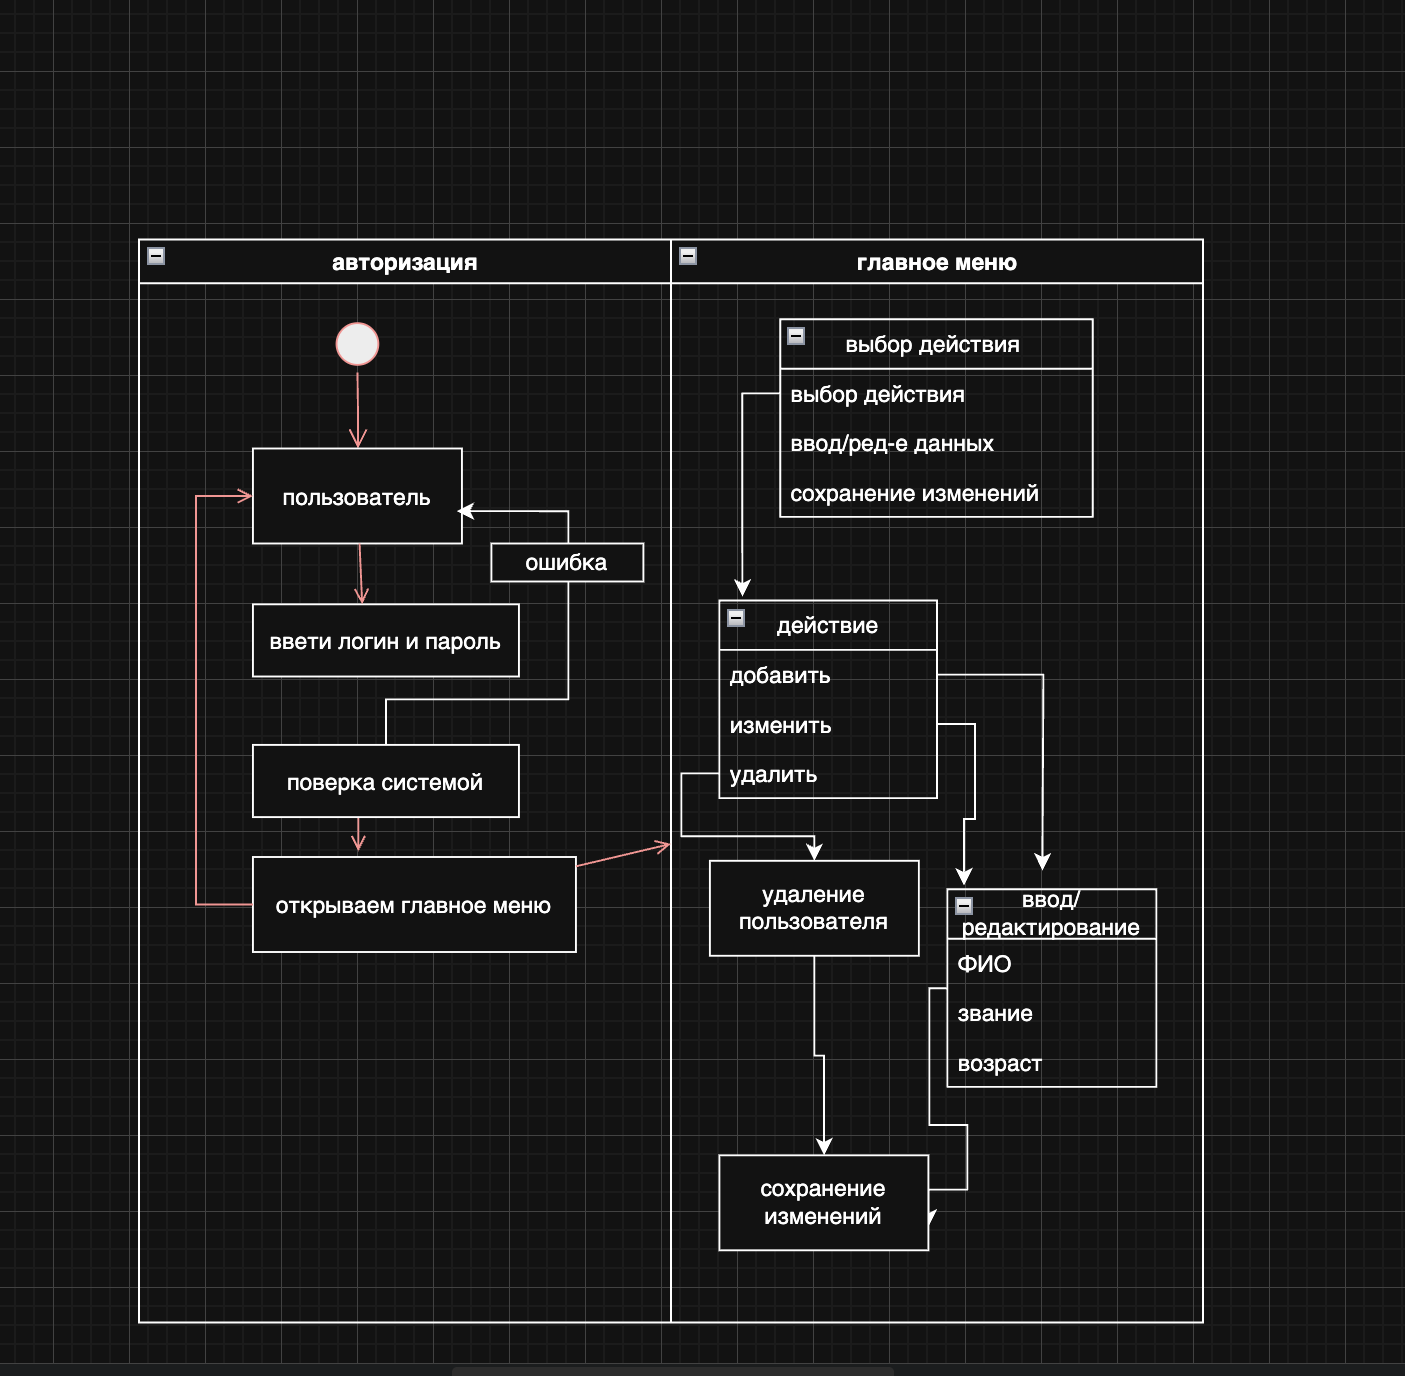 авторизация
пользователь
ошибка
ввети логин и пароль
поверка системой
открываем главное меню
главное меню
выбор действия
выбор действия
ввод/ред-е данных
сохранение изменений
действие
добавить
изменить
удалить
удаление
пользователя
ввод/
редактирование
ФИО
звание
возраст
сохранение
изменений